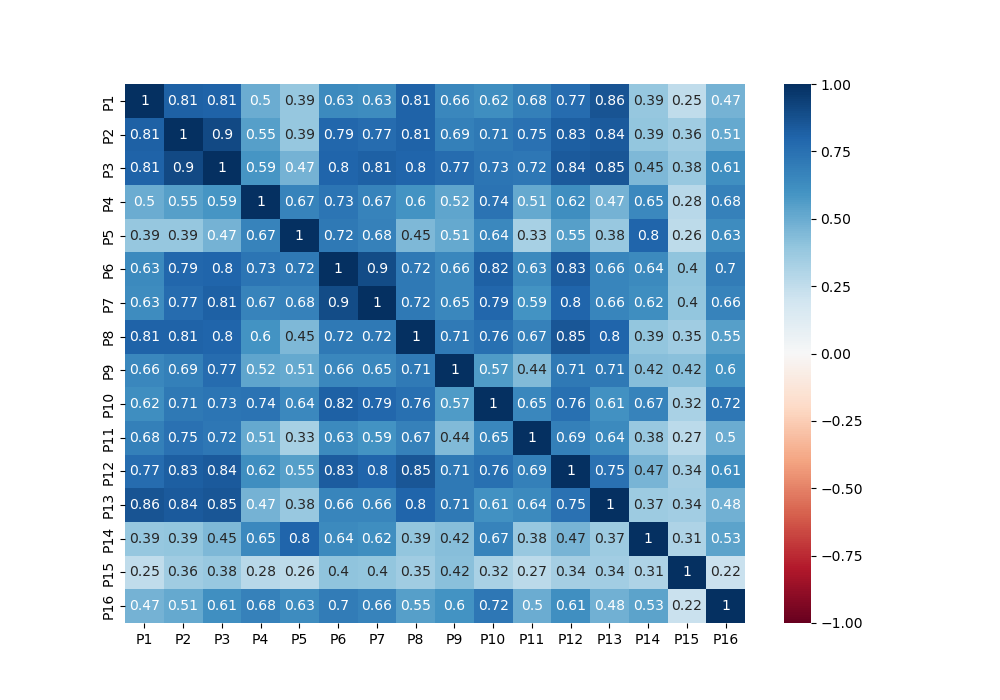 P1 1 0.81 0.81 0.5 0.39 0.63 0.63 0.81 0.66 0.62 0.68 0.77 0.86 0.39 0.25 0.47
P2 0.81 1 0.9 0.55 0.39 0.79 0.77 0.81 0.69 0.71 0.75 0.83 0.84 0.39 0.36 0.51
P3 0.81 0.9 1 0.59 0.47 0.8 0.81 0.8 0.77 0.73 0.72 0.84 0.85 0.45 0.38 0.61
P4 0.5 0.55 0.59 1 0.67 0.73 0.67 0.6 0.52 0.74 0.51 0.62 0.47 0.65 0.28 0.68
P5 0.39 0.39 0.47 0.67 1 0.72 0.68 0.45 0.51 0.64 0.33 0.55 0.38 0.8 0.26 0.63
P6 0.63 0.79 0.8 0.73 0.72 1 0.9 0.72 0.66 0.82 0.63 0.83 0.66 0.64 0.4 0.7
P7 0.63 0.77 0.81 0.67 0.68 0.9 1 0.72 0.65 0.79 0.59 0.8 0.66 0.62 0.4 0.66
P8 0.81 0.81 0.8 0.6 0.45 0.72 0.72 1 0.71 0.76 0.67 0.85 0.8 0.39 0.35 0.55
P9 0.66 0.69 0.77 0.52 0.51 0.66 0.65 0.71 1 0.57 0.44 0.71 0.71 0.42 0.42 0.6
P10 0.62 0.71 0.73 0.74 0.64 0.82 0.79 0.76 0.57 1 0.65 0.76 0.61 0.67 0.32 0.72
P11 0.68 0.75 0.72 0.51 0.33 0.63 0.59 0.67 0.44 0.65 1 0.69 0.64 0.38 0.27 0.5
P12 0.77 0.83 0.84 0.62 0.55 0.83 0.8 0.85 0.71 0.76 0.69 1 0.75 0.47 0.34 0.61
P13 0.86 0.84 0.85 0.47 0.38 0.66 0.66 0.8 0.71 0.61 0.64 0.75 1 0.37 0.34 0.48
P14 0.39 0.39 0.45 0.65 0.8 0.64 0.62 0.39 0.42 0.67 0.38 0.47 0.37 1 0.31 0.53
P15 0.25 0.36 0.38 0.28 0.26 0.4 0.4 0.35 0.42 0.32 0.27 0.34 0.34 0.31 1 0.22
P16 0.47 0.51 0.61 0.68 0.63 0.7 0.66 0.55 0.6 0.72 0.5 0.61 0.48 0.53 0.22 1
P1 P2 P3 P4 P5 P6 P7 P8 P9 P10 P11 P12 P13 P14 P15 P16
1.00
0.75
0.50
0.25
0.00
−0.25
−0.50
−0.75
−1.00